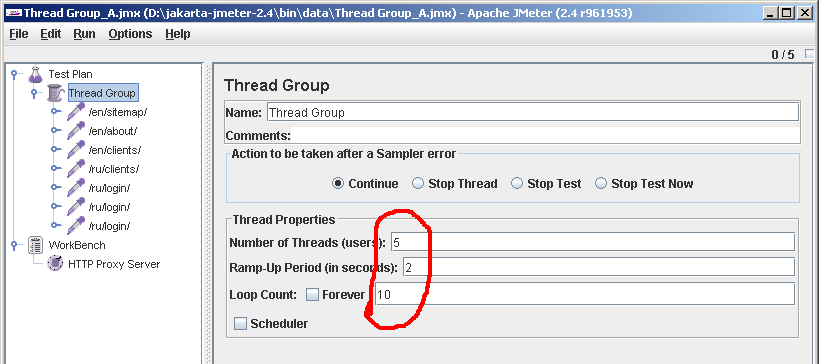 Thread Group_A.jmx (D:\jakarta-jmeter-2.4\bin\data\Thread Group_A.jmx) - Apache JMeter (2.4 r961953)
File Edit Run Options Help
0 / 5
Test Plan
Thread Group
/en/sitemap/
/en/about/
/en/clients/
/ru/clients/
/ru/login/
/ru/login/
/ru/login/
WorkBench
HTTP Proxy Server
Thread Group
Name: Thread Group
Comments:
Action to be taken after a Sampler error
Continue Stop Thread Stop Test Stop Test Now
Thread Properties
Number of Threads (users): 5
Ramp-Up Period (in seconds): 2
Loop Count: Forever 10
Scheduler